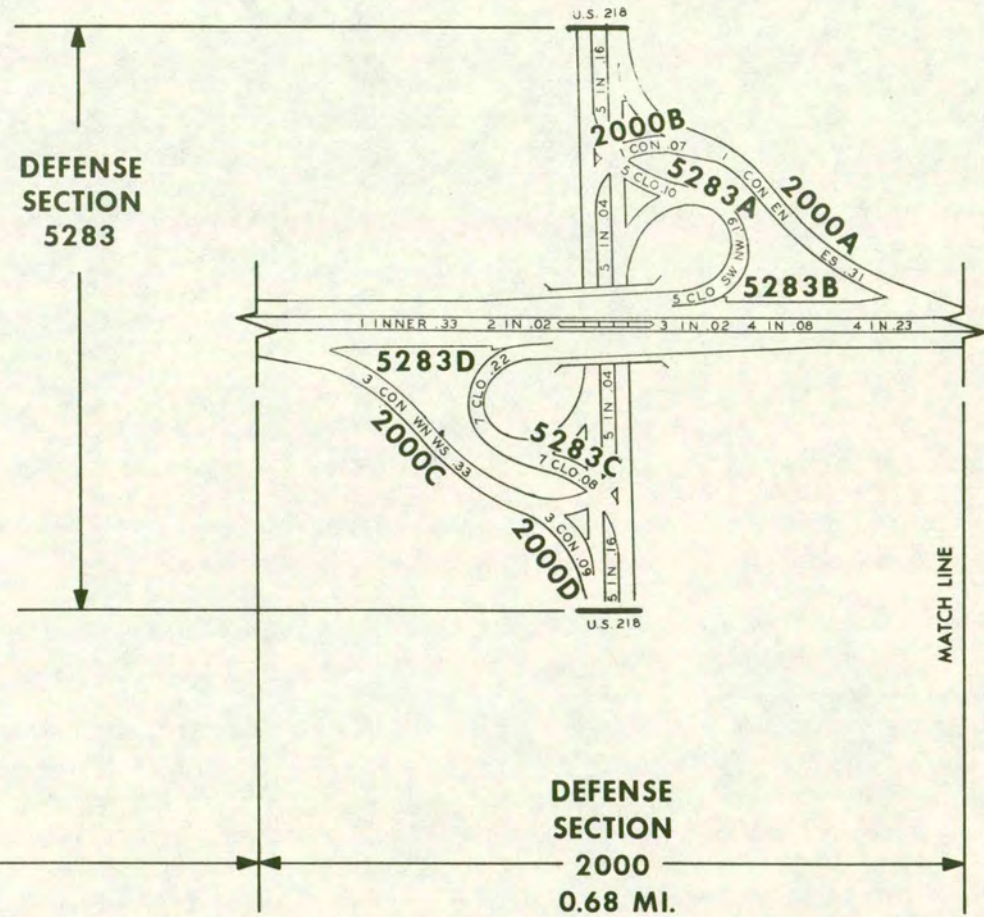 U.S. 218
5 IN .16
2000B
1 CON .07
5 CLO .10
5283A
1 CON EN ES .31
2000A
DEFENSE
SECTION
5283
5 IN .04
5 CLO SW NW .19
5283B
1 INNER .33
2 IN .02
3 IN .02
4 IN .08
4 IN .23
5283D
7 CLO .22
5 IN .04
3 CON WN WS .33
2000C
5283C
7 CLO .08
3 CON .09
2000D
5 IN .16
U.S. 218
MATCH LINE
DEFENSE
SECTION
2000
0.68 MI.